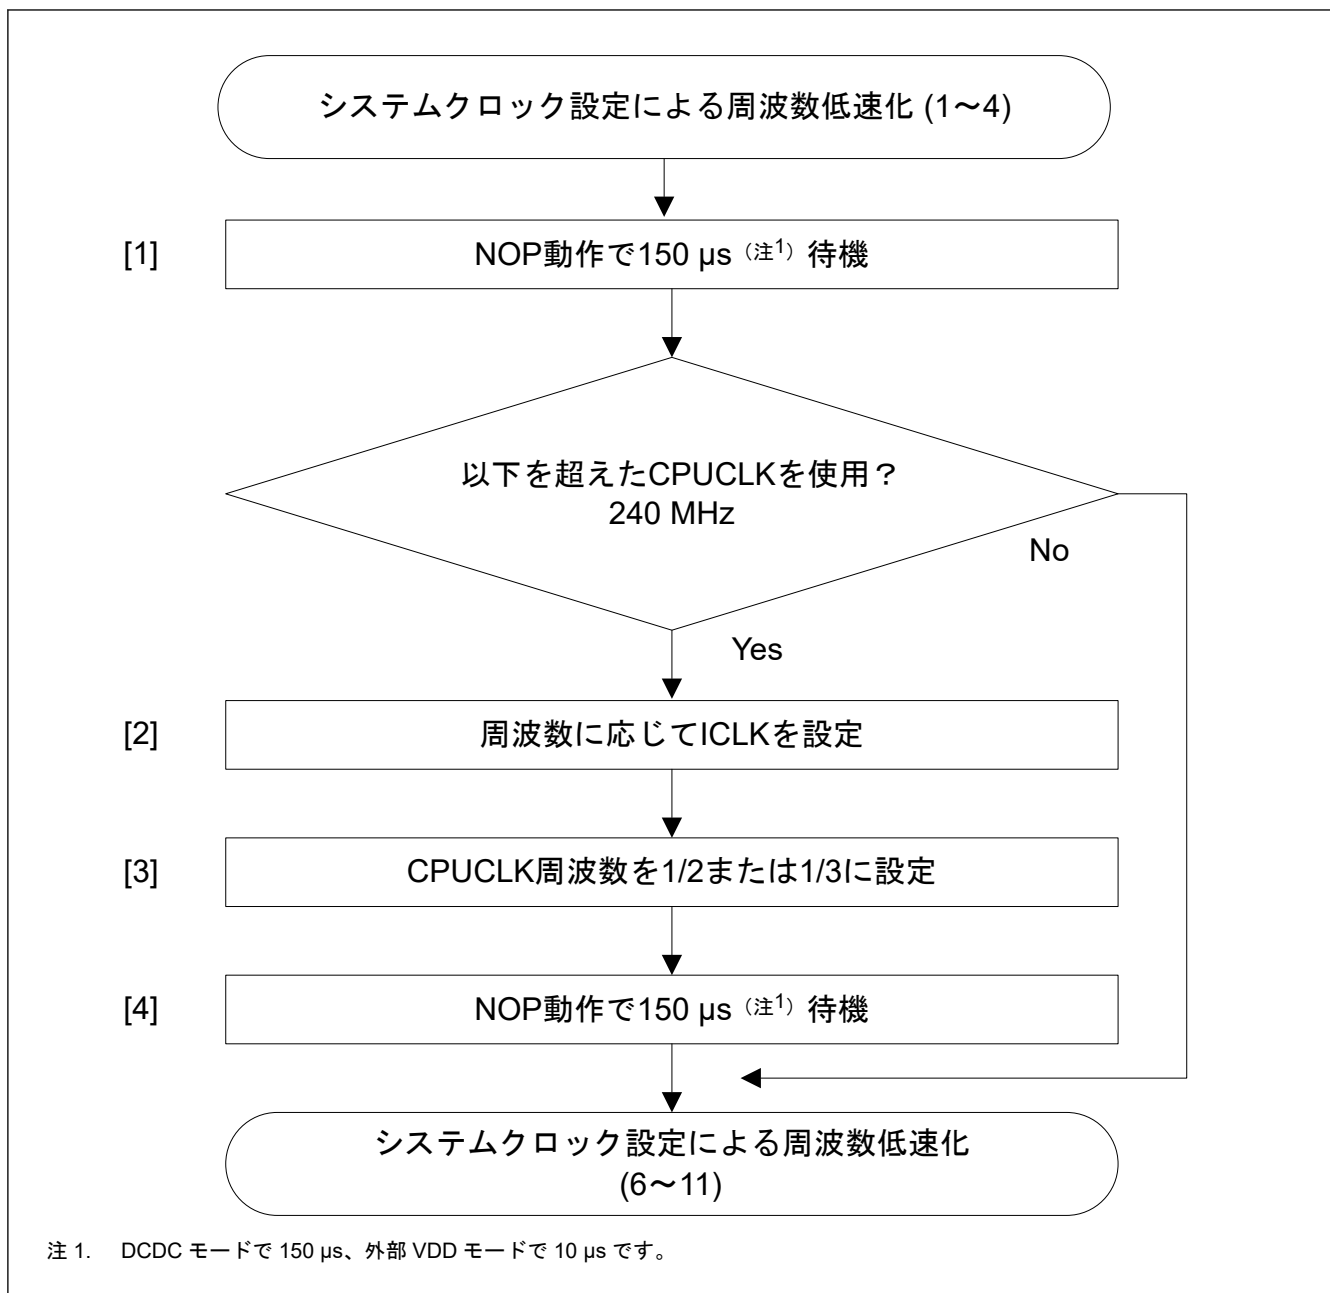 システムクロック設定による周波数低速化 (1～4)
[1]
NOP動作で150 µs（注1）待機
以下を超えたCPUCLKを使用？
240 MHz
No
Yes
[2]
周波数に応じてICLKを設定
[3]
CPUCLK周波数を1/2または1/3に設定
[4]
NOP動作で150 µs（注1）待機
システムクロック設定による周波数低速化
(6～11)
注 1. DCDC モードで 150 µs、外部 VDD モードで 10 µs です。